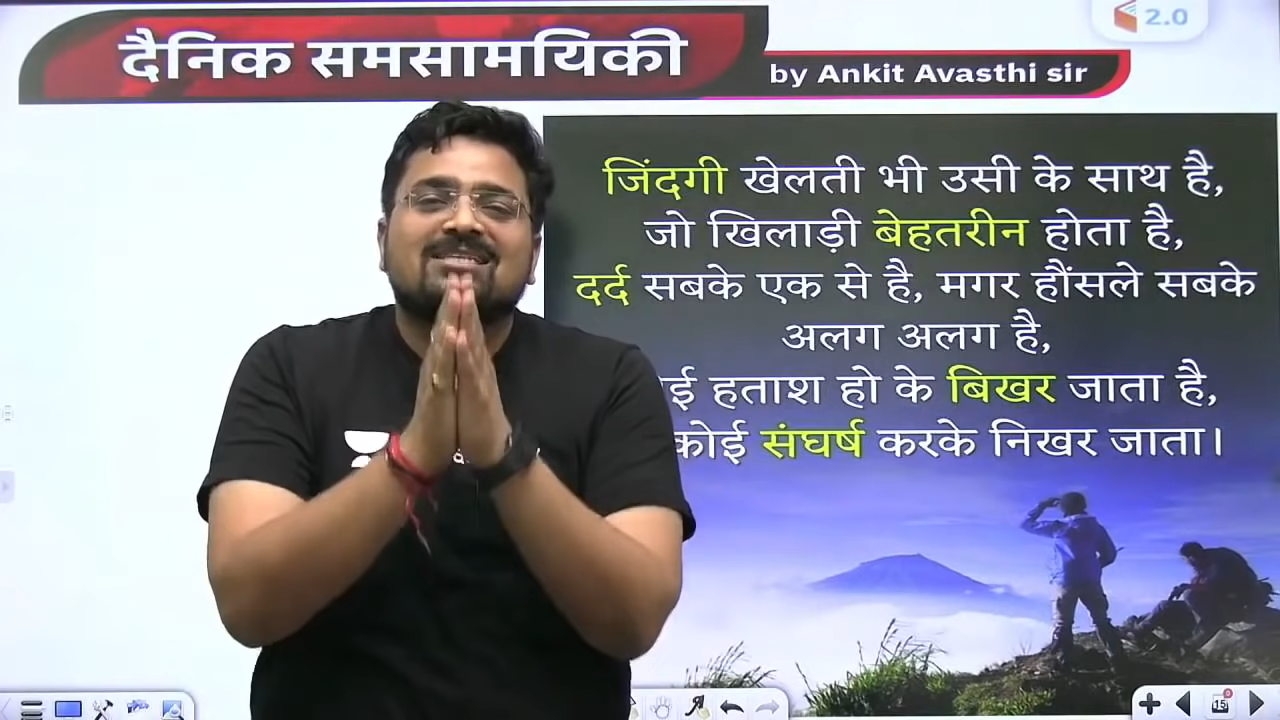 दैनिक समसामयिकी
by Ankit Avasthi sir
2.0
जिंदगी खेलती भी उसी के साथ है,
जो खिलाड़ी बेहतरीन होता है,
दर्द सबके एक से है, मगर हौंसले सबके
अलग अलग है,
हताश हो के बिखर जाता है,
कोई संघर्ष करके निखर जाता।
15